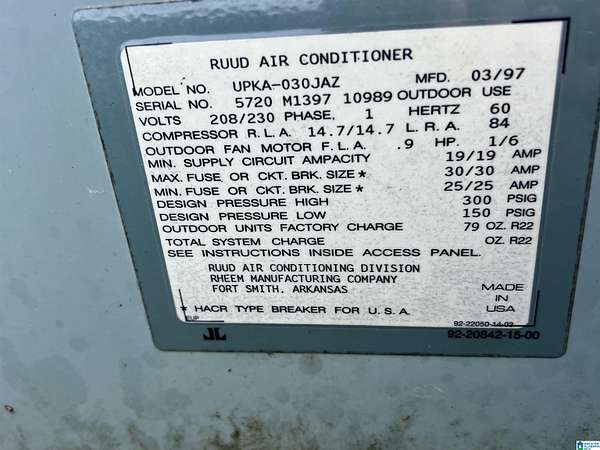 RUUD AIR CONDITIONER
MODEL NO. UPKA-030JAZ MFD. 03/97
SERIAL NO. 5720 M1397 10989 OUTDOOR USE
VOLTS 208/230 PHASE, 1 HERTZ 60
COMPRESSOR R.L.A. 14.7/14.7 L.R.A. 84
OUTDOOR FAN MOTOR F.L.A. .9 HP. 1/6
MIN. SUPPLY CIRCUIT AMPACITY 19/19 AMP
MAX. FUSE OR CKT. BRK. SIZE* 30/30 AMP
MIN. FUSE OR CKT. BRK. SIZE* 25/25 AMP
DESIGN PRESSURE HIGH 300 PSIG
DESIGN PRESSURE LOW 150 PSIG
OUTDOOR UNITS FACTORY CHARGE 79 OZ. R22
TOTAL SYSTEM CHARGE OZ. R22
SEE INSTRUCTIONS INSIDE ACCESS PANEL.
RUUD AIR CONDITIONING DIVISION
RHEEM MANUFACTURING COMPANY
FORT SMITH, ARKANSAS
MADE
IN
USA
* HACR TYPE BREAKER FOR U.S.A.
92-22050-14-02
92-20842-15-00